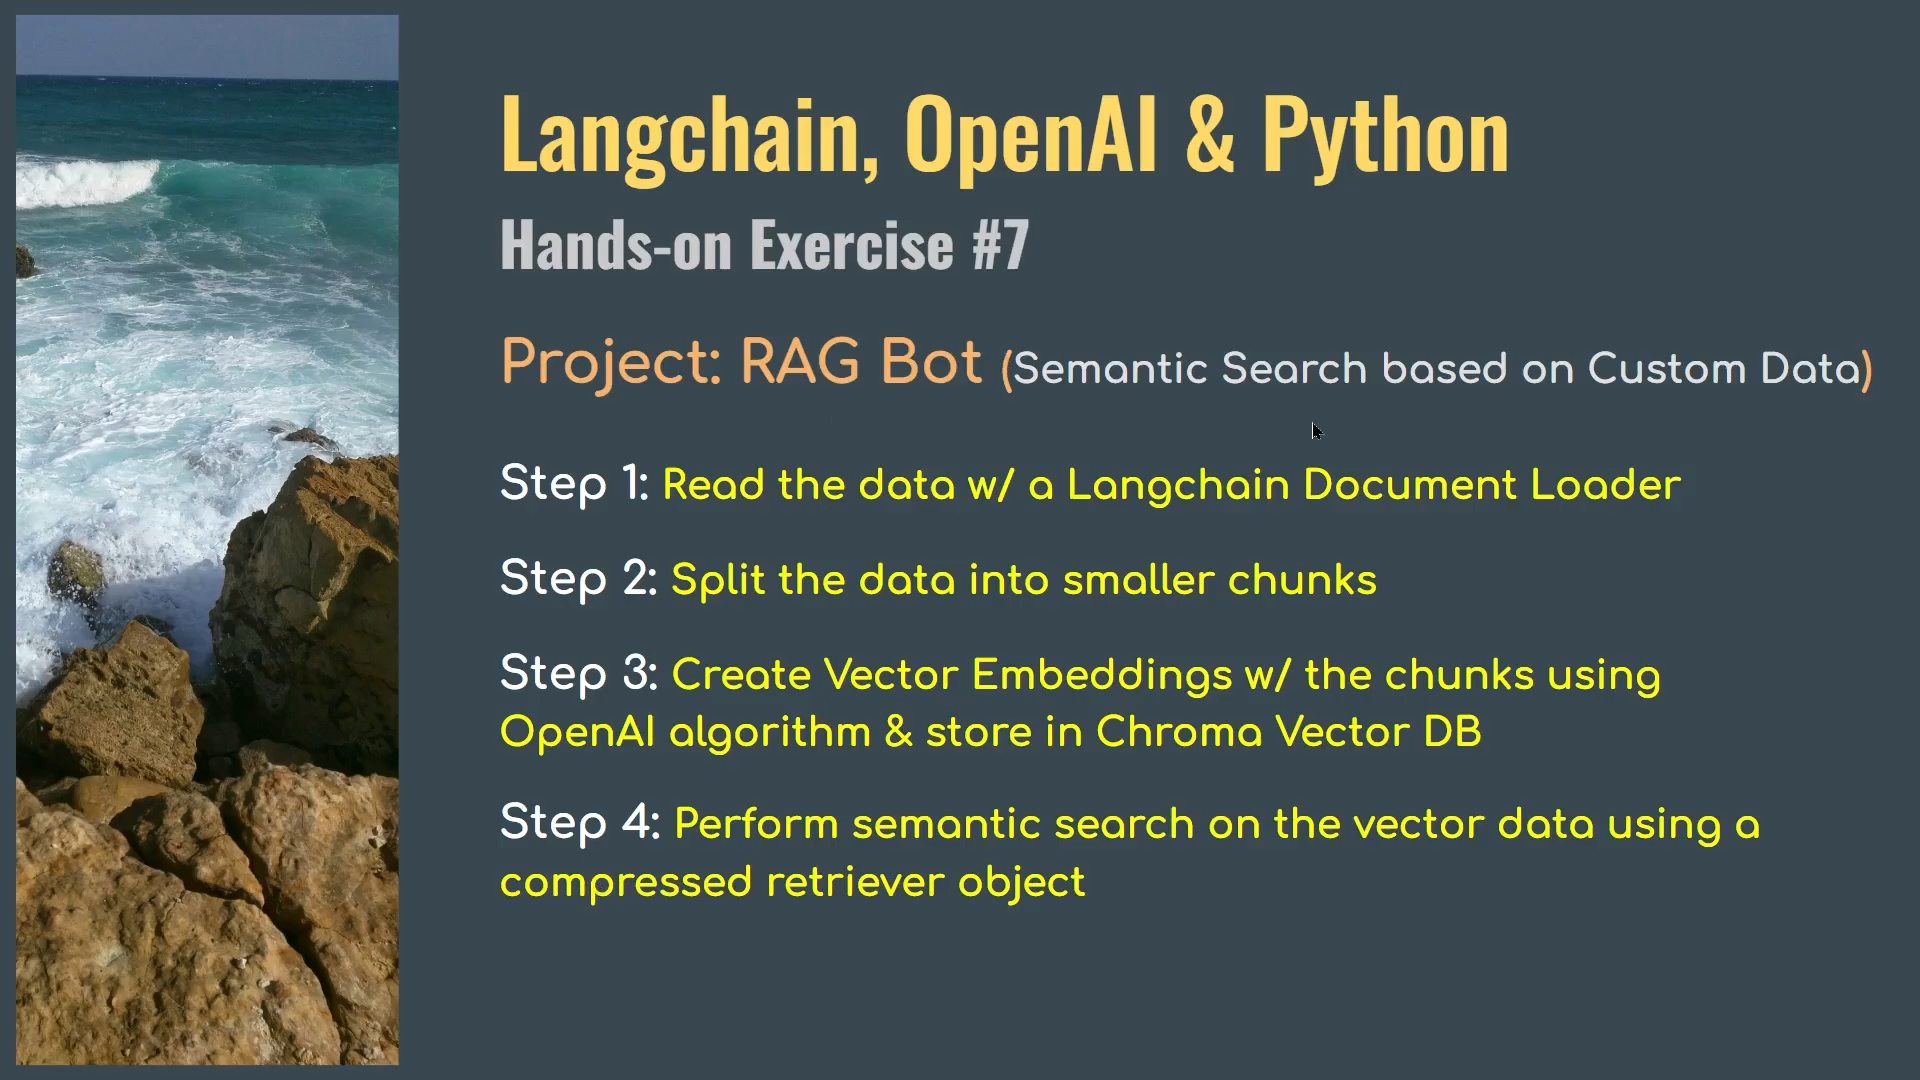 Langchain, OpenAI & Python
Hands-on Exercise #7
Project: RAG Bot (Semantic Search based on Custom Data)
Step 1: Read the data w/ a Langchain Document Loader
Step 2: Split the data into smaller chunks
Step 3: Create Vector Embeddings w/ the chunks using
OpenAI algorithm & store in Chroma Vector DB
Step 4: Perform semantic search on the vector data using a
compressed retriever object